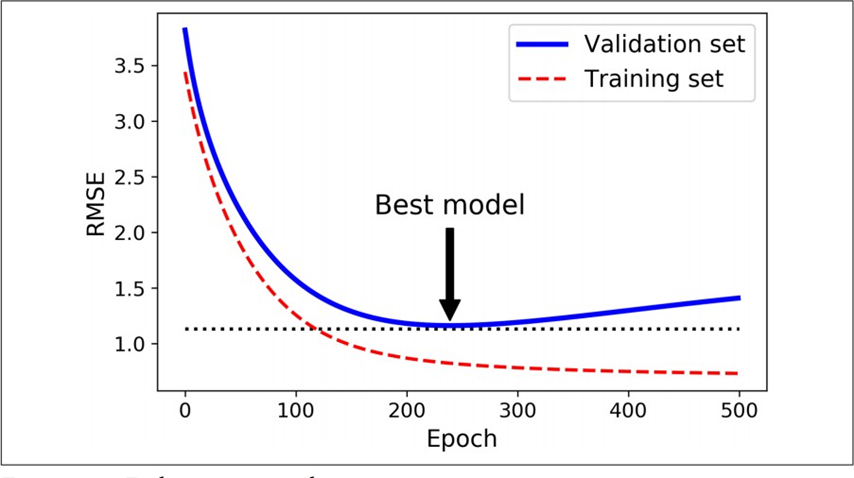 Validation set
Training set
Best model
RMSE
3.5
3.0
2.5
2.0
1.5
1.0
0 100 200 300 400 500
Epoch